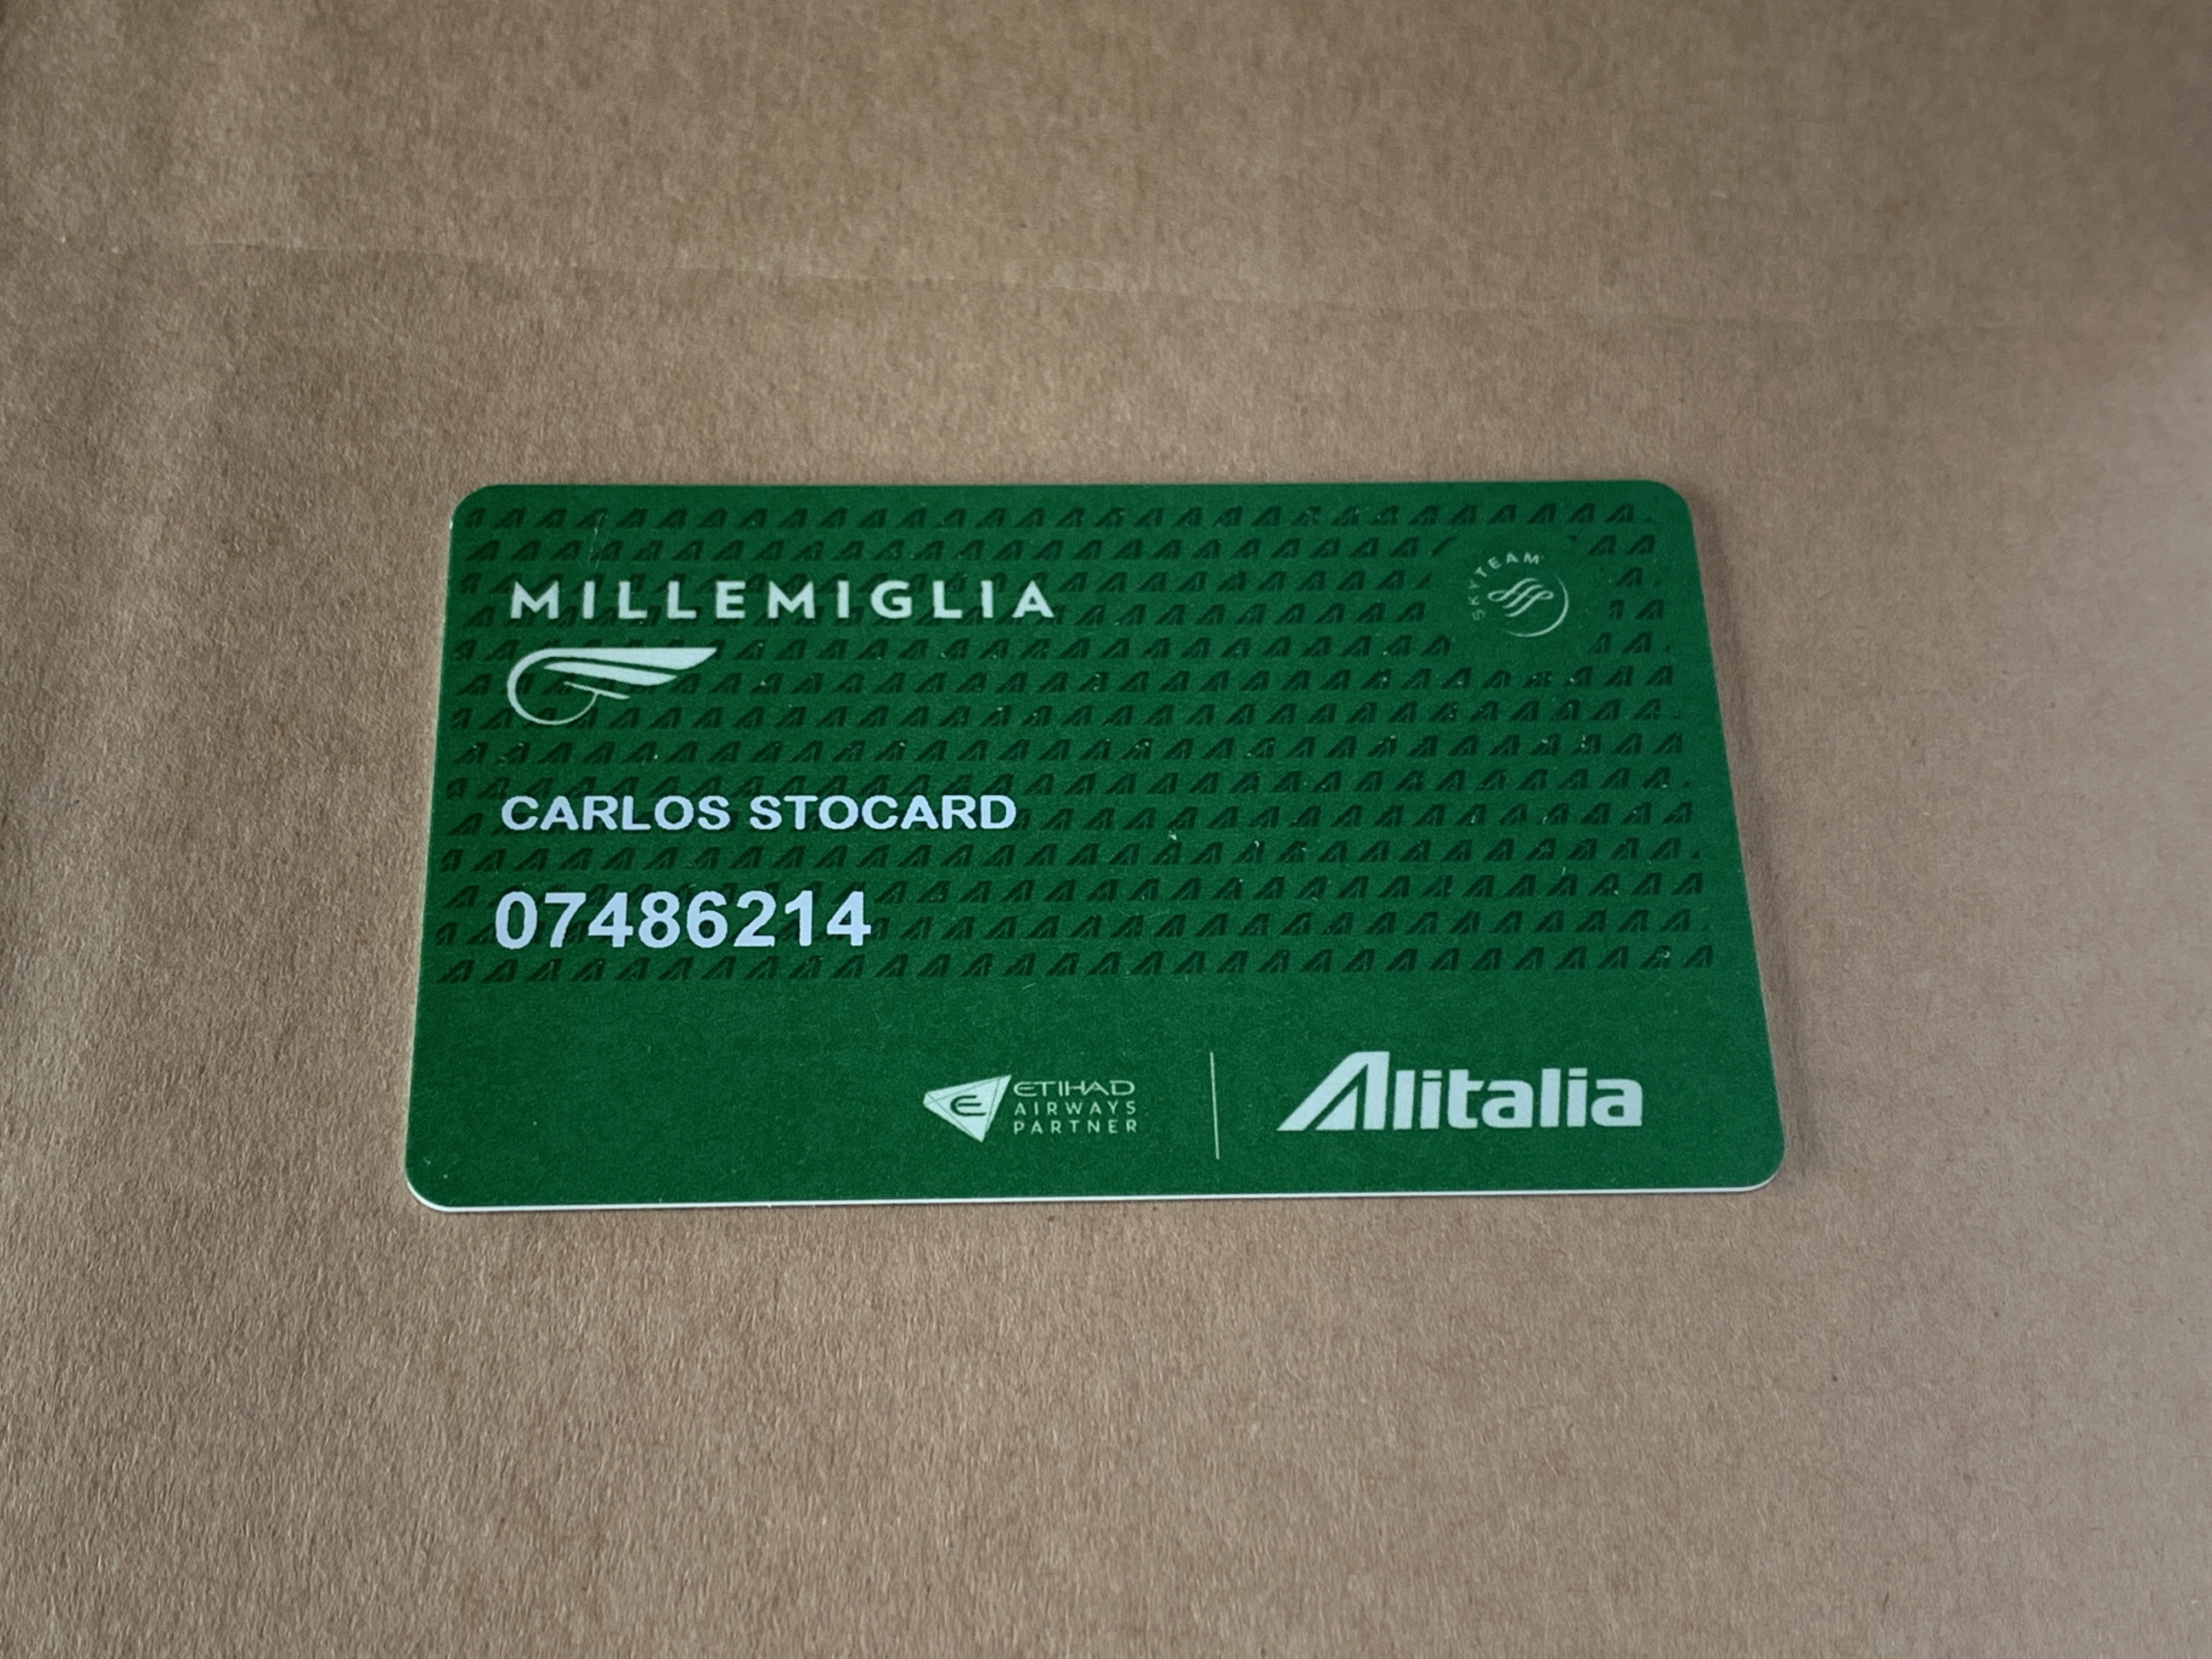 MILLEMIGLIA
SKYTEAM
CARLOS STOCARD
07486214
ETIHAD
AIRWAYS
PARTNER
Alitalia